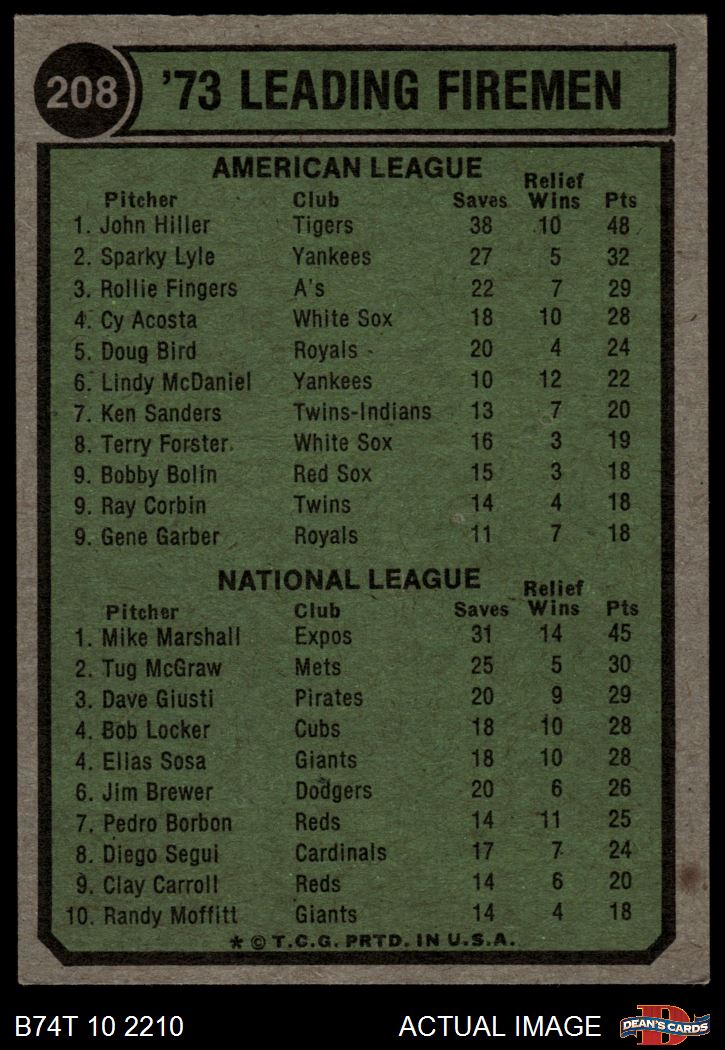 208 '73 LEADING FIREMEN
AMERICAN LEAGUE
Pitcher Club Saves Relief Wins Pts
1. John Hiller Tigers 38 10 48
2. Sparky Lyle Yankees 27 5 32
3. Rollie Fingers A's 22 7 29
4. Cy Acosta White Sox 18 10 28
5. Doug Bird Royals 20 4 24
6. Lindy McDaniel Yankees 10 12 22
7. Ken Sanders Twins-Indians 13 7 20
8. Terry Forster White Sox 16 3 19
9. Bobby Bolin Red Sox 15 3 18
9. Ray Corbin Twins 14 4 18
9. Gene Garber Royals 11 7 18
NATIONAL LEAGUE
Pitcher Club Saves Relief Wins Pts
1. Mike Marshall Expos 31 14 45
2. Tug McGraw Mets 25 5 30
3. Dave Giusti Pirates 20 9 29
4. Bob Locker Cubs 18 10 28
4. Elias Sosa Giants 18 10 28
6. Jim Brewer Dodgers 20 6 26
7. Pedro Borbon Reds 14 11 25
8. Diego Segui Cardinals 17 7 24
9. Clay Carroll Reds 14 6 20
10. Randy Moffitt Giants 14 4 18
* © T.C.G. PRTD. IN U.S.A.
B74T 10 2210 ACTUAL IMAGE D DEAN'S CARDS